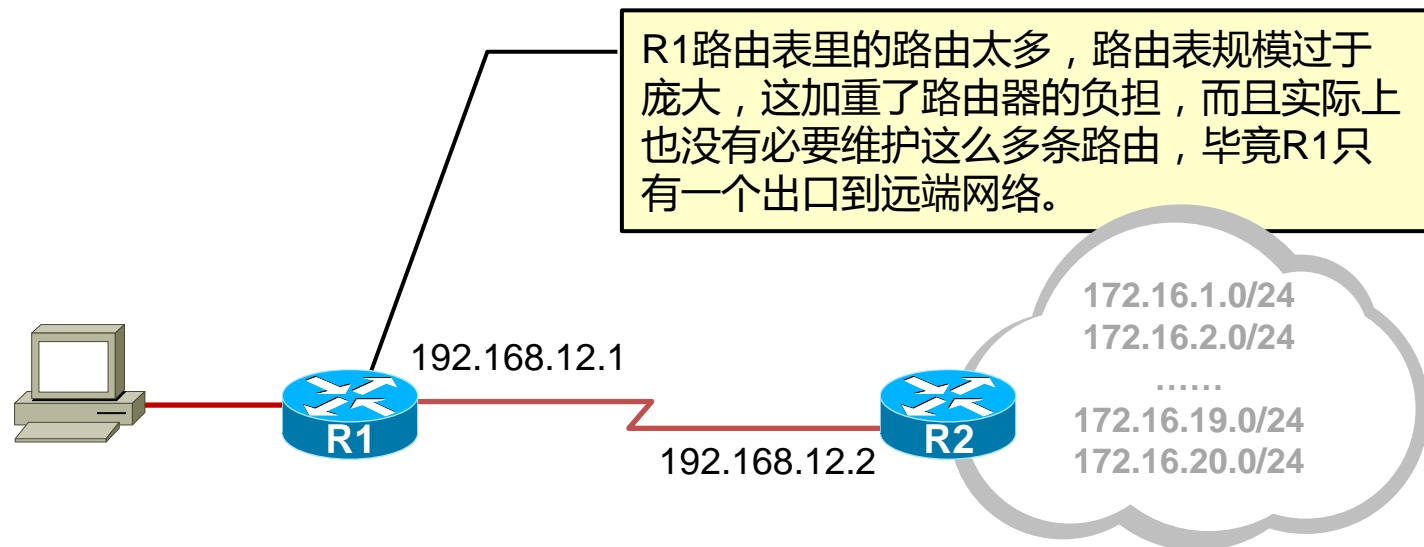 R1路由表里的路由太多，路由表规模过于
庞大，这加重了路由器的负担，而且实际上
也没有必要维护这么多条路由，毕竟R1只
有一个出口到远端网络。
172.16.1.0/24
172.16.2.0/24
......
172.16.19.0/24
172.16.20.0/24
192.168.12.1
R1
R2
192.168.12.2